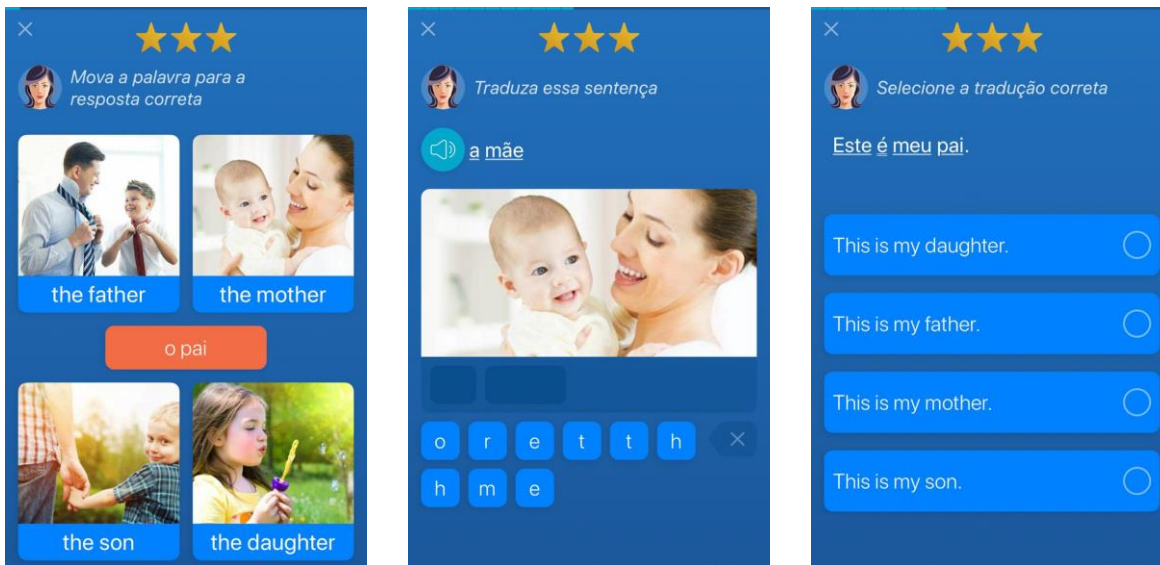 Mova a palavra para a
resposta correta
the father
the mother
o pai
the son
the daughter
Traduza essa sentença
a mãe
o r e t t h
h m e
Selecione a tradução correta
Este é meu pai.
This is my daughter.
This is my father.
This is my mother.
This is my son.